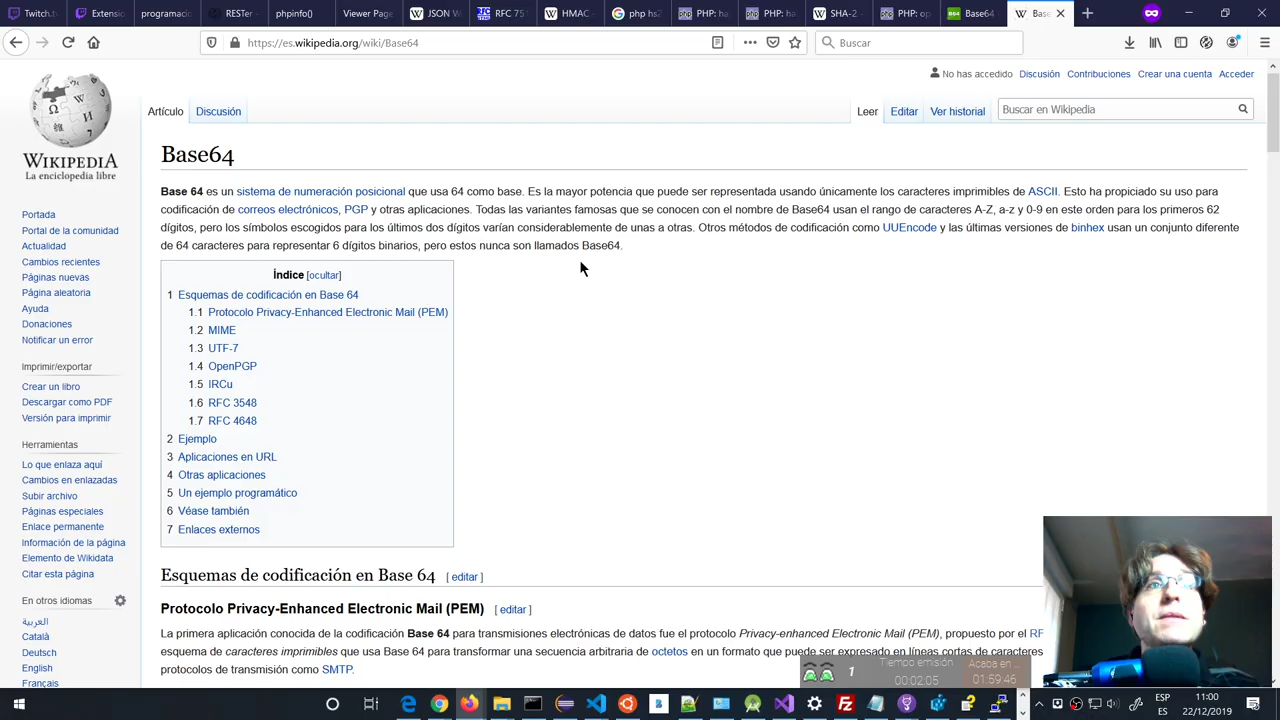 Twitch.t
Extensio
programacio
RESTer
phpinfo()
Viewer Page
JSON W
RFC 751
HMAC
php hs2
PHP: ha
PHP: ha
SHA-2
PHP: op
Base64
Base
https://es.wikipedia.org/wiki/Base64
Buscar
No has accedido Discusión Contribuciones Crear una cuenta Acceder
Artículo Discusión
Leer Editar Ver historial
Buscar en Wikipedia
WIKIPEDIA
La enciclopedia libre
Portada
Portal de la comunidad
Actualidad
Cambios recientes
Páginas nuevas
Página aleatoria
Ayuda
Donaciones
Notificar un error
Imprimir/exportar
Crear un libro
Descargar como PDF
Versión para imprimir
Herramientas
Lo que enlaza aquí
Cambios en enlazadas
Subir archivo
Páginas especiales
Enlace permanente
Información de la página
Elemento de Wikidata
Citar esta página
En otros idiomas
العربية
Català
Deutsch
English
Français
Base64
Base 64 es un sistema de numeración posicional que usa 64 como base. Es la mayor potencia que puede ser representada usando únicamente los caracteres imprimibles de ASCII. Esto ha propiciado su uso para
codificación de correos electrónicos, PGP y otras aplicaciones. Todas las variantes famosas que se conocen con el nombre de Base64 usan el rango de caracteres A-Z, a-z y 0-9 en este orden para los primeros 62
dígitos, pero los símbolos escogidos para los últimos dos dígitos varían considerablemente de unas a otras. Otros métodos de codificación como UUEncode y las últimas versiones de binhex usan un conjunto diferente
de 64 caracteres para representar 6 dígitos binarios, pero estos nunca son llamados Base64.
Índice [ocultar]
1 Esquemas de codificación en Base 64
1.1 Protocolo Privacy-Enhanced Electronic Mail (PEM)
1.2 MIME
1.3 UTF-7
1.4 OpenPGP
1.5 IRCu
1.6 RFC 3548
1.7 RFC 4648
2 Ejemplo
3 Aplicaciones en URL
4 Otras aplicaciones
5 Un ejemplo programático
6 Véase también
7 Enlaces externos
Esquemas de codificación en Base 64 [ editar ]
Protocolo Privacy-Enhanced Electronic Mail (PEM) [ editar ]
La primera aplicación conocida de la codificación Base 64 para transmisiones electrónicas de datos fue el protocolo Privacy-enhanced Electronic Mail (PEM), propuesto por el RF
esquema de caracteres imprimibles que usa Base 64 para transformar una secuencia arbitraria de octetos en un formato que puede ser expresado en líneas cortas de caracteres
protocolos de transmisión como SMTP.
1
Tiempo emisión
00:02:05
Acaba en ...
01:59:46
ESP
ES
11:00
22/12/2019